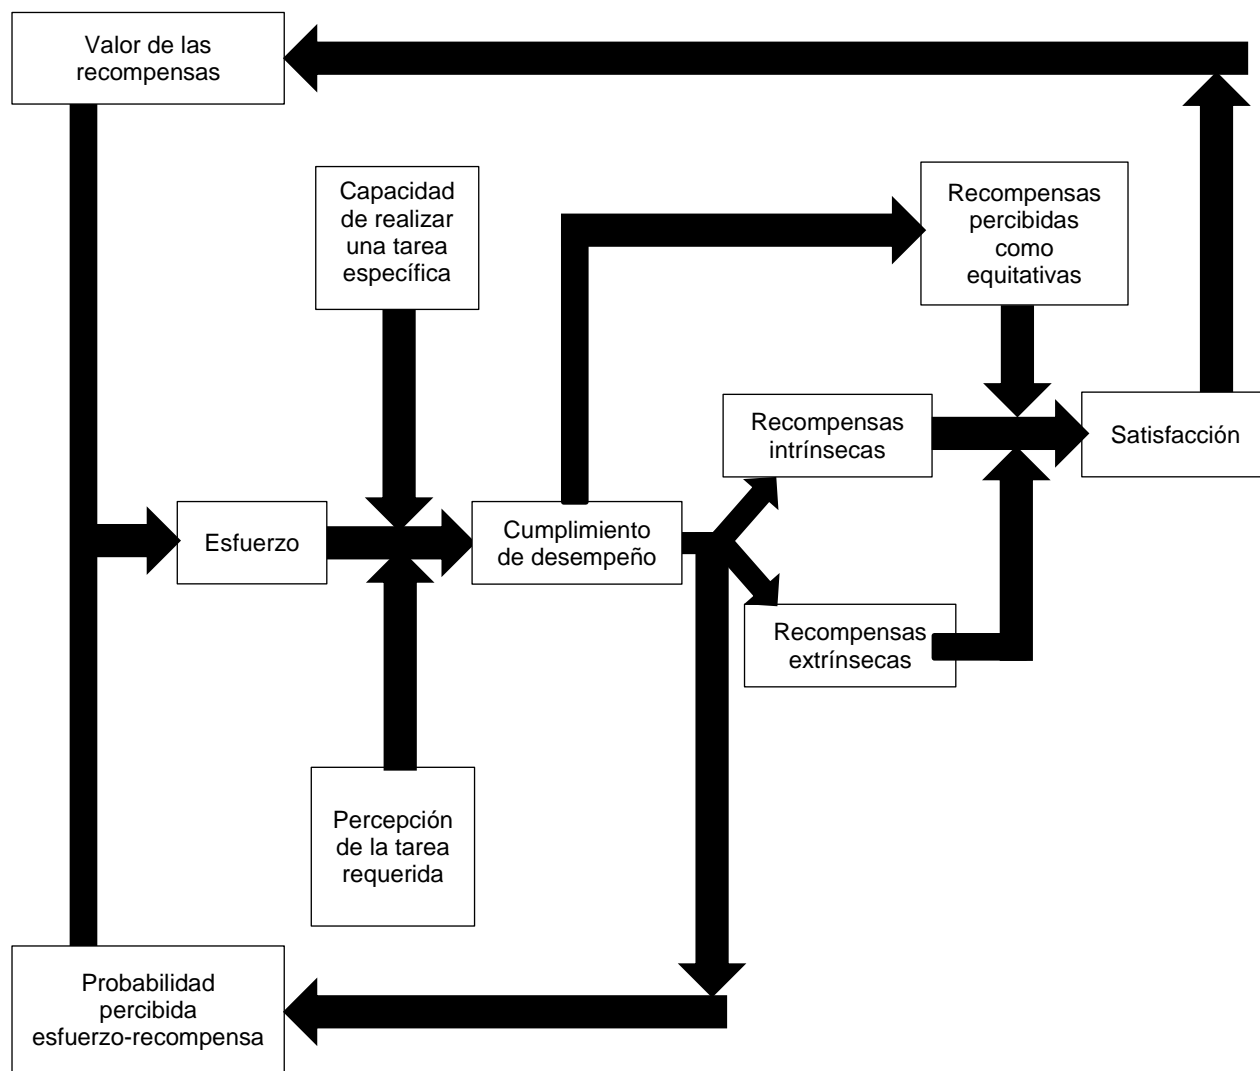 Valor de las
recompensas
Capacidad
de realizar
una tarea
específica
Recompensas
percibidas
como
equitativas
Recompensas
intrínsecas
Satisfacción
Esfuerzo
Cumplimiento
de desempeño
Recompensas
extrínsecas
Percepción
de la tarea
requerida
Probabilidad
percibida
esfuerzo-recompensa